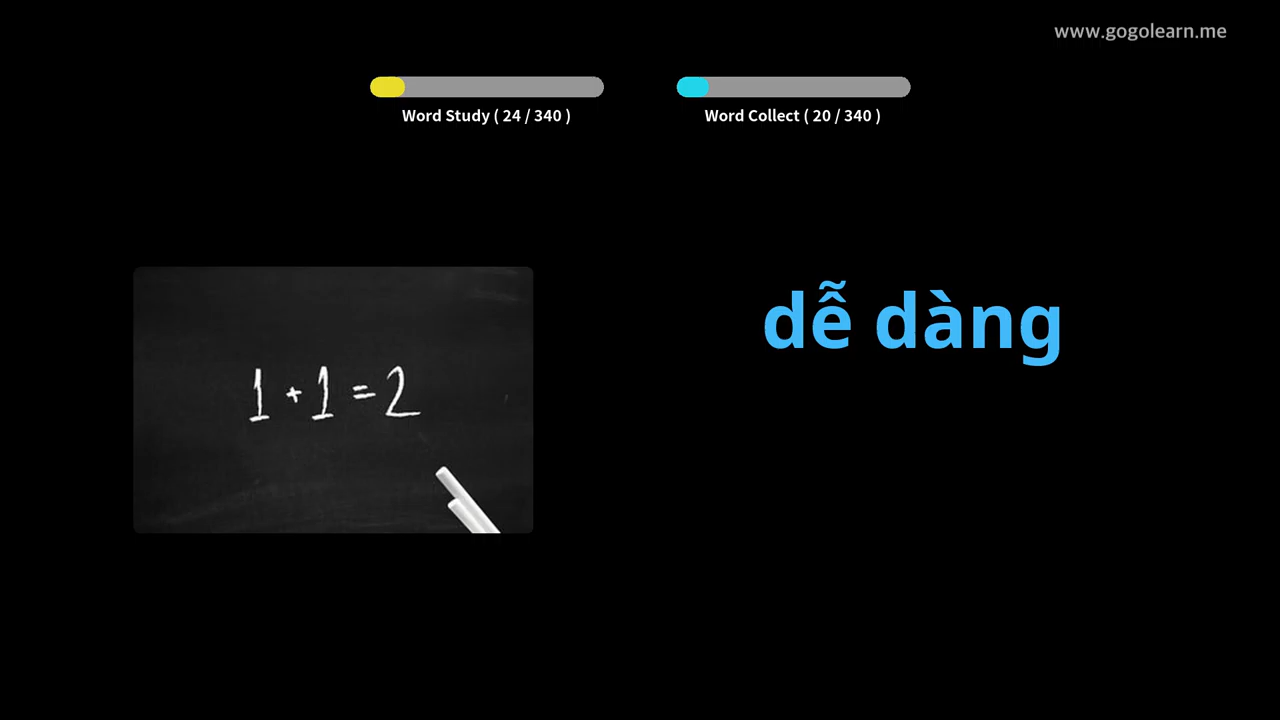 www.gogolearn.me
Word Study ( 24 / 340 )
Word Collect ( 20 / 340 )
dễ dàng
1 + 1 = 2